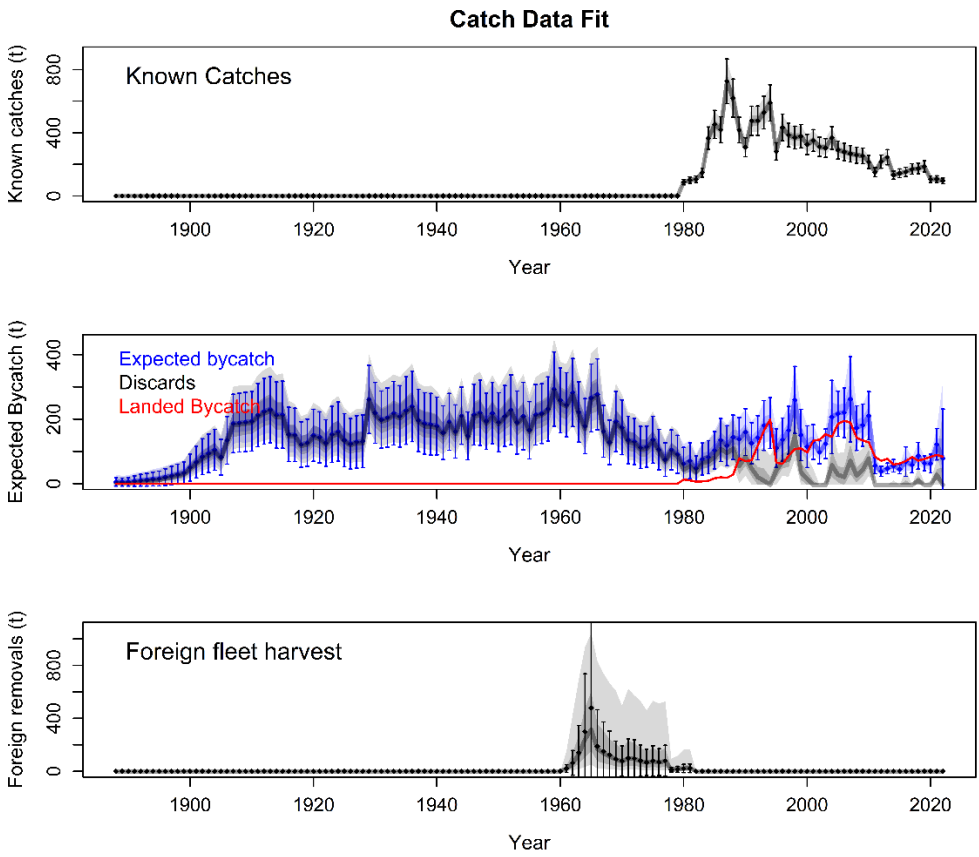 Catch Data Fit
Known catches (t)
800
400
0
Known Catches
1900 1920 1940 1960 1980 2000 2020
Year
Expected Bycatch (t)
400
200
0
Expected bycatch
Discards
Landed Bycatch
1900 1920 1940 1960 1980 2000 2020
Year
Foreign removals (t)
800
400
0
Foreign fleet harvest
1900 1920 1940 1960 1980 2000 2020
Year